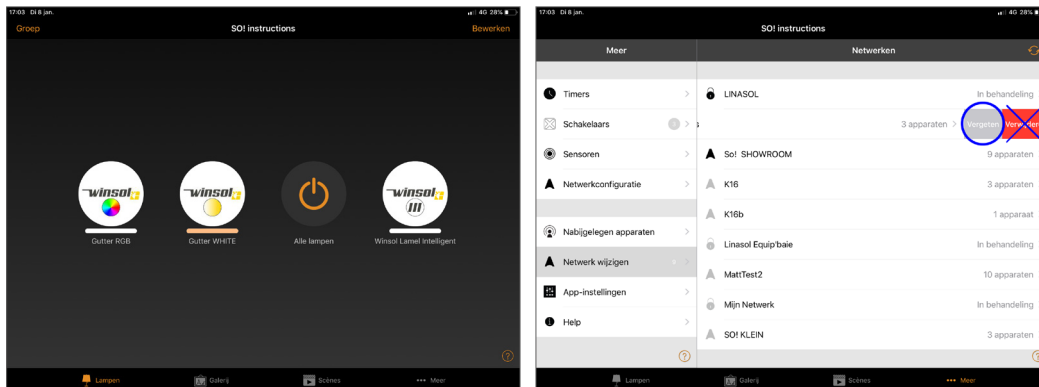 17:03 Di 8 jan.
4G 28%
Groep
SO! instructions
Bewerken
winsol
winsol
winsol
Gutter RGB
Gutter WHITE
Alle lampen
Winsol Lamel Intelligent
?
Lampen
Galerij
Scènes
Meer
17:03 Di 8 jan.
4G 28%
SO! instructions
Meer
Netwerken
Timers
Schakelaars
Sensoren
Netwerkconfiguratie
Nabijgelegen apparaten
Netwerk wijzigen
App-instellingen
Help
?
LINASOL
In behandeling
s
3 apparaten
Vergeten
So! SHOWROOM
9 apparaten
K16
3 apparaten
K16b
1 apparaat
Linasol Equip'baie
In behandeling
MattTest2
10 apparaten
Mijn Netwerk
In behandeling
SO! KLEIN
3 apparaten
?
Lampen
Galerij
Scènes
Meer